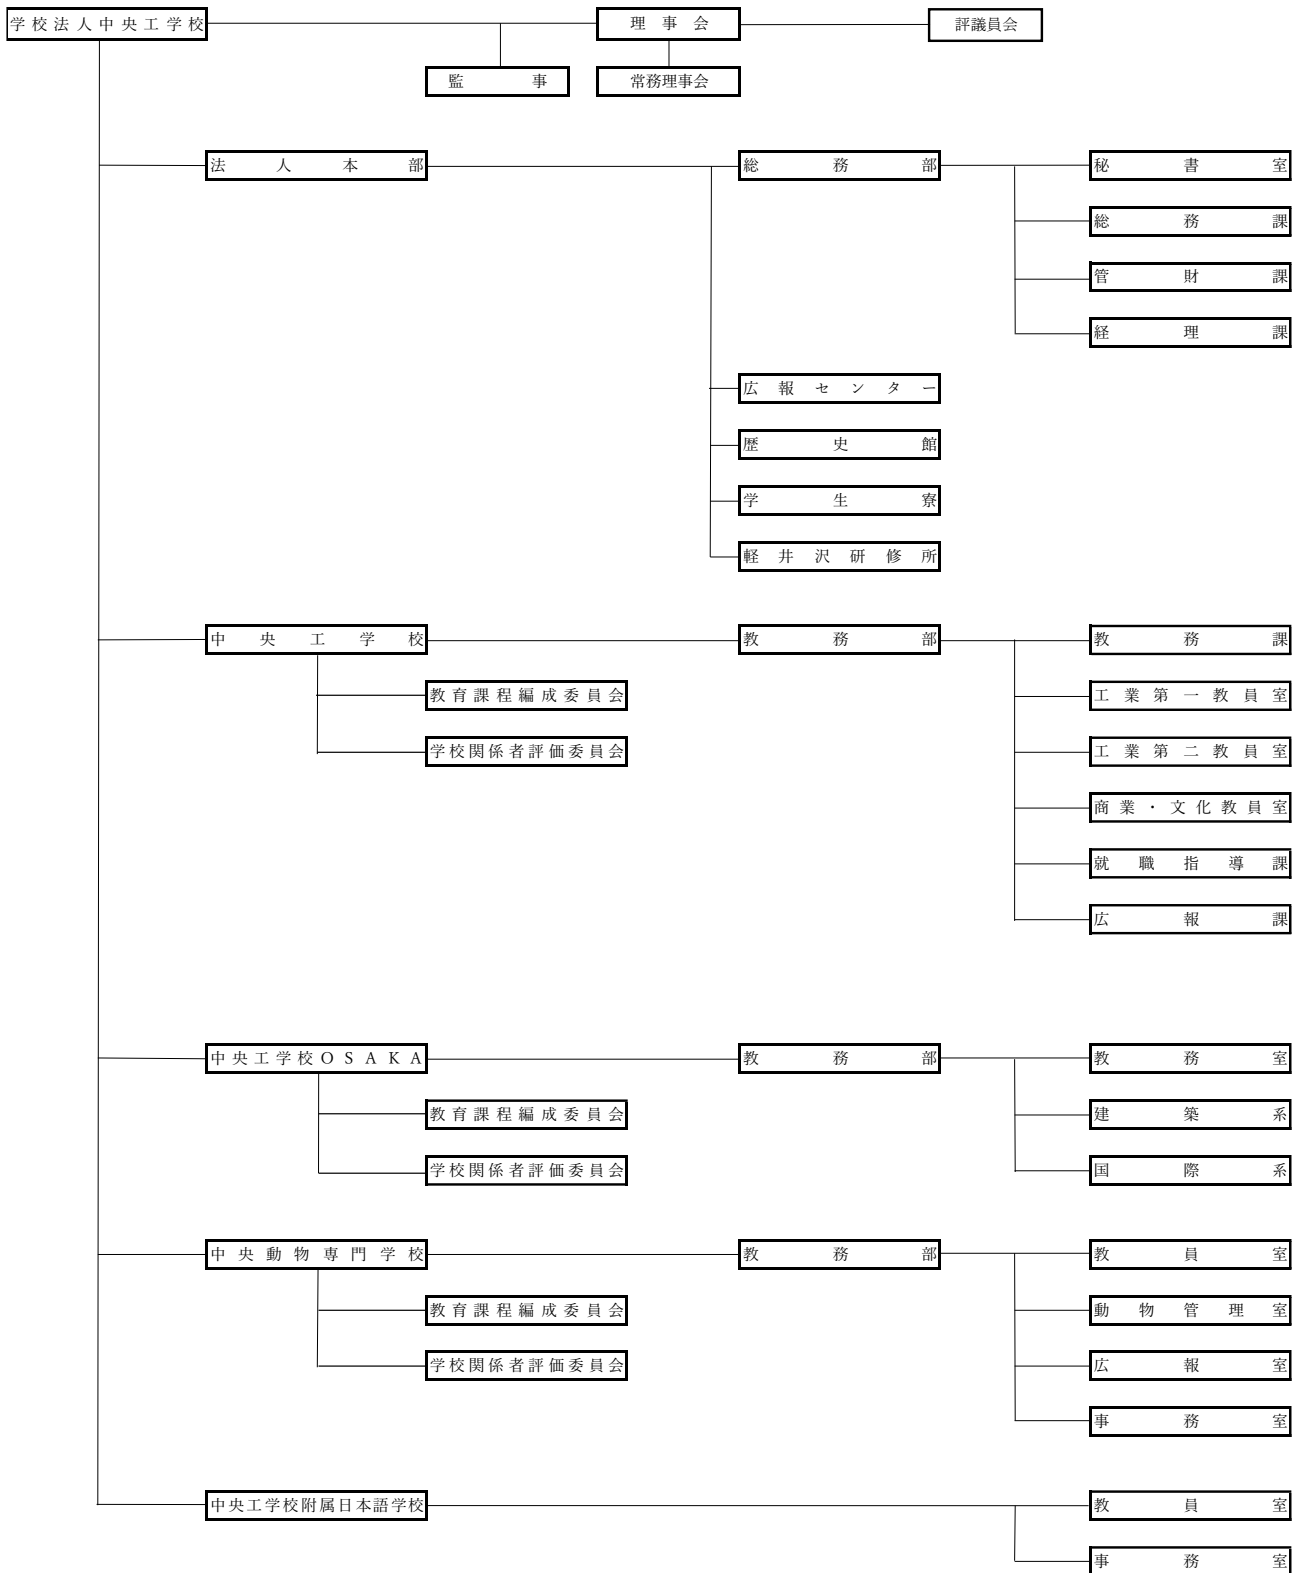 学校法人中央工学校
理事会
評議員会
監事
常務理事会
法人本部
総務部
秘書室
総務課
管財課
経理課
広報センター
歴史館
学生寮
軽井沢研修所
中央工学校
教務部
教務課
教育課程編成委員会
工業第一教員室
学校関係者評価委員会
工業第二教員室
商業・文化教員室
就職指導課
広報課
中央工学校OSAKA
教務部
教務室
教育課程編成委員会
建築系
学校関係者評価委員会
国際系
中央動物専門学校
教務部
教員室
教育課程編成委員会
動物管理室
学校関係者評価委員会
広報室
事務室
中央工学校附属日本語学校
教員室
事務室